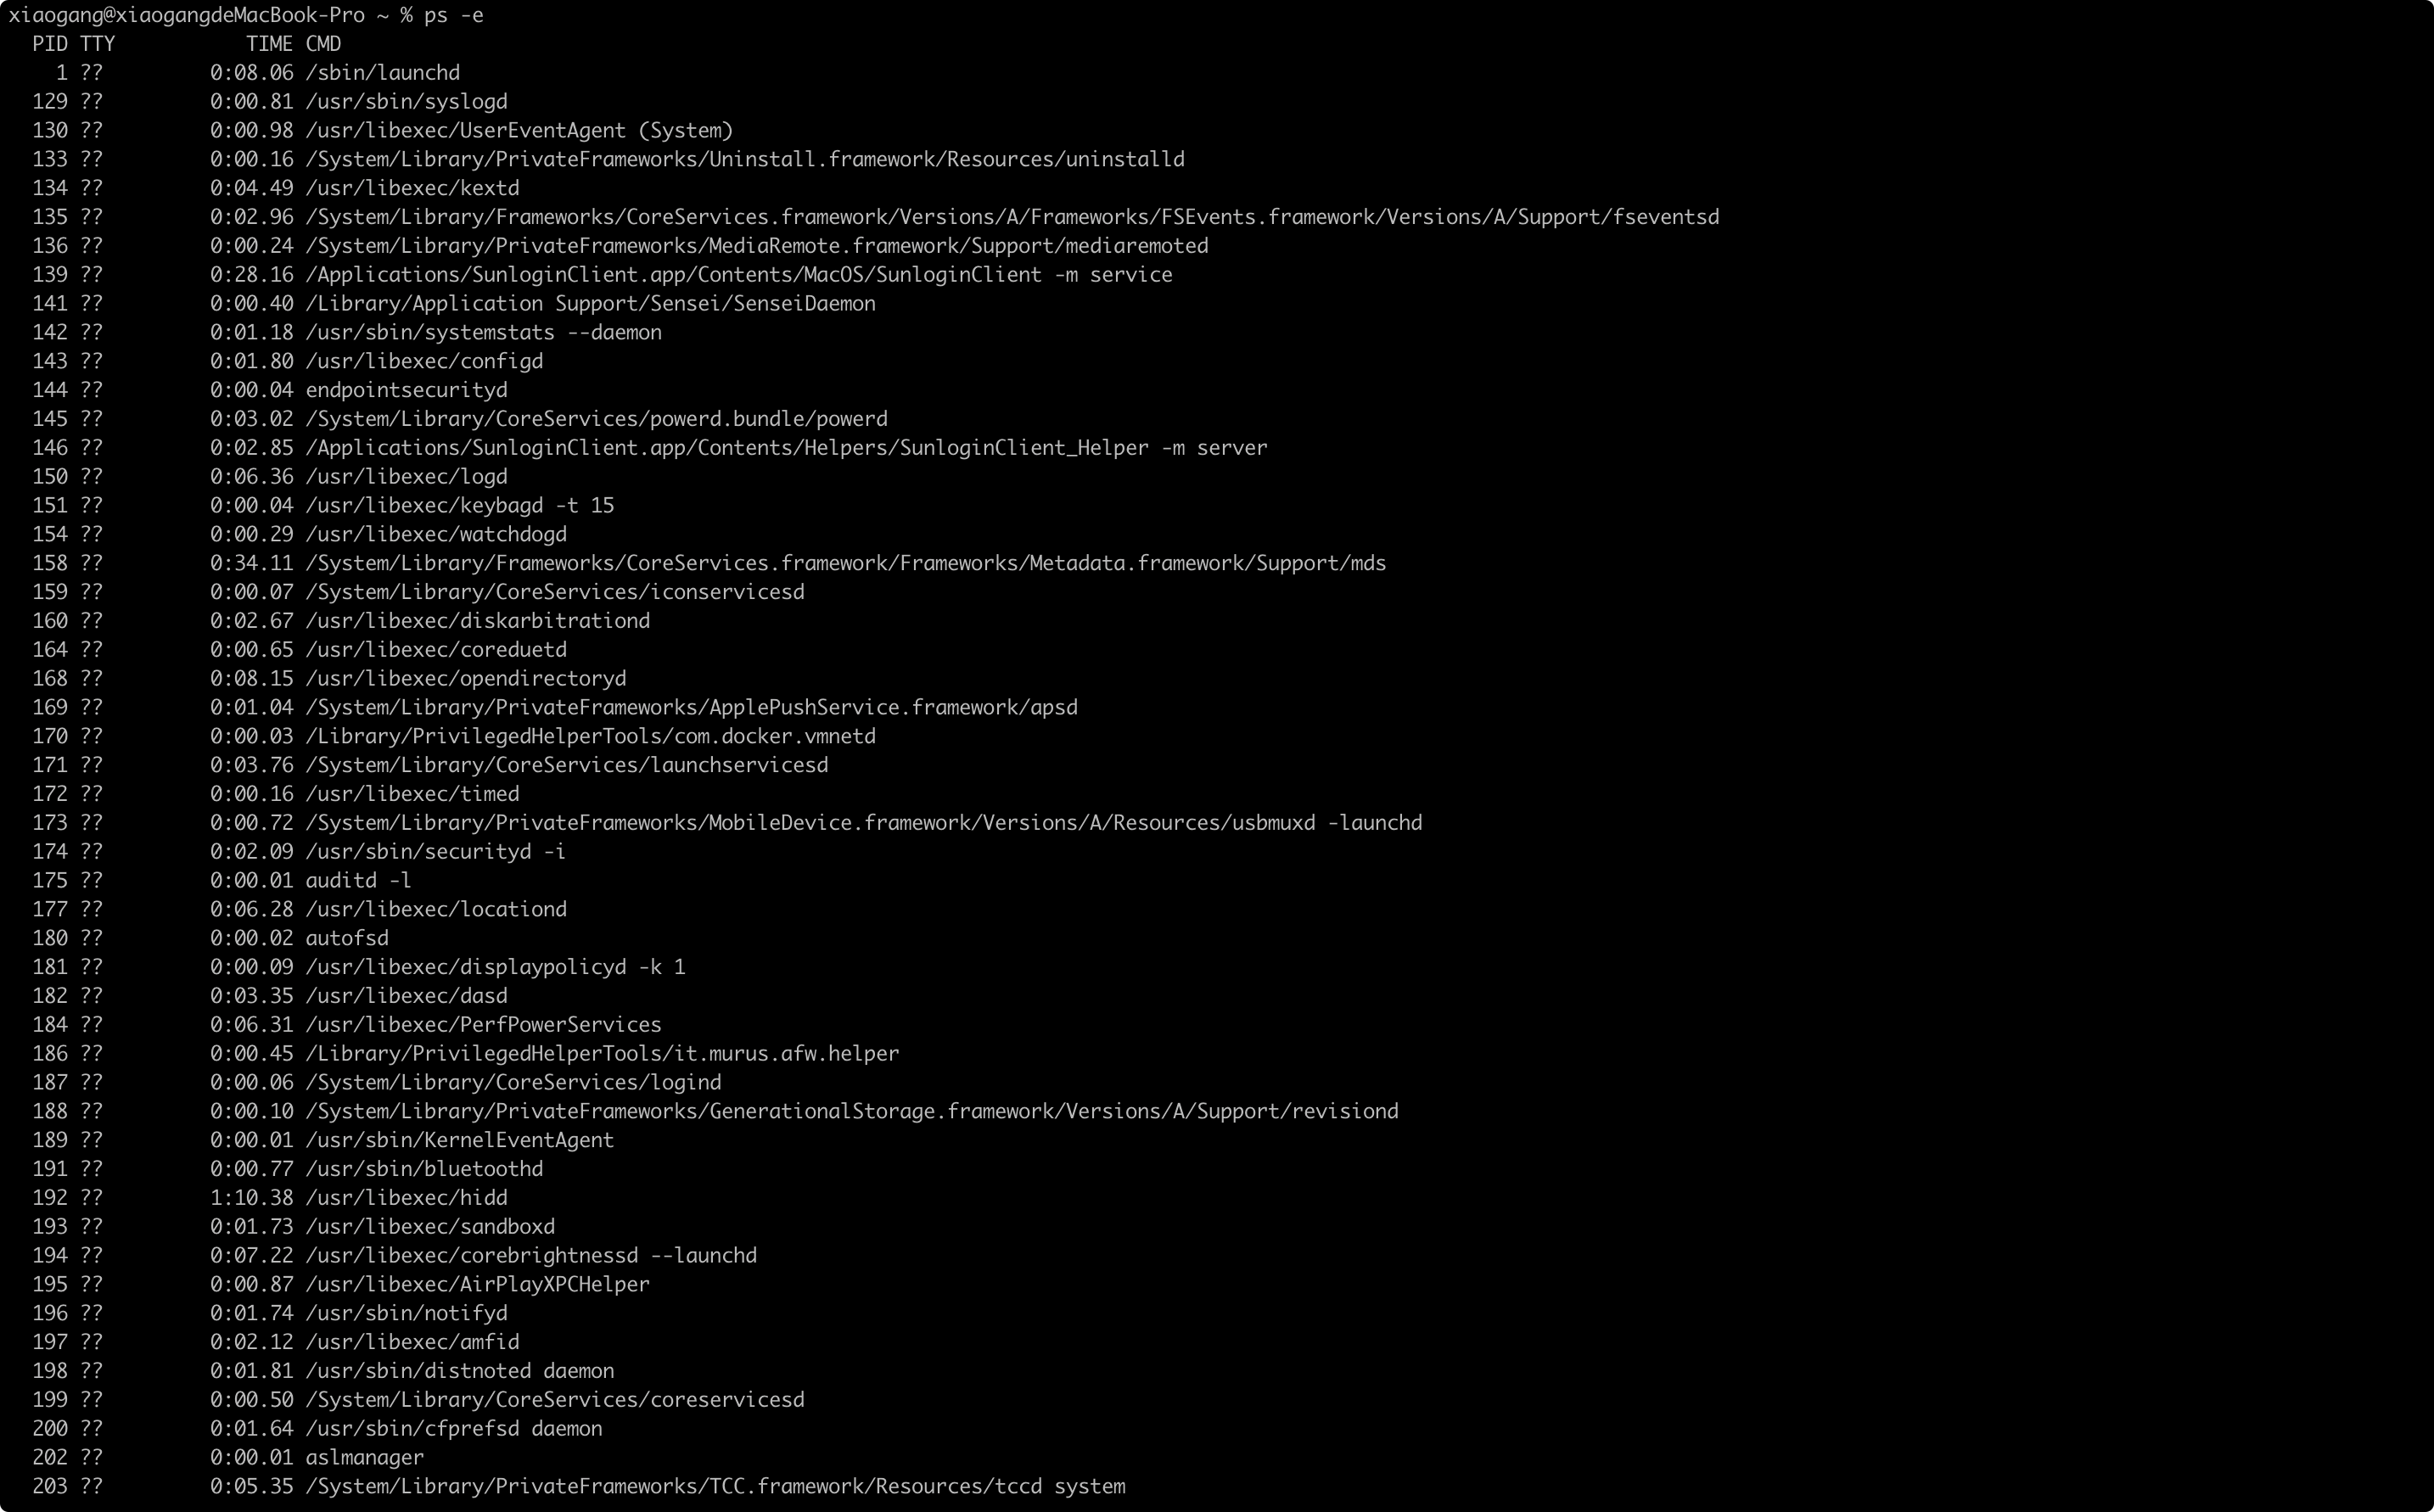 xiaogang@xiaogangdeMacBook-Pro ~ % ps -e
  PID TTY           TIME CMD
    1 ??         0:08.06 /sbin/launchd
  129 ??         0:00.81 /usr/sbin/syslogd
  130 ??         0:00.98 /usr/libexec/UserEventAgent (System)
  133 ??         0:00.16 /System/Library/PrivateFrameworks/Uninstall.framework/Resources/uninstalld
  134 ??         0:04.49 /usr/libexec/kextd
  135 ??         0:02.96 /System/Library/Frameworks/CoreServices.framework/Versions/A/Frameworks/FSEvents.framework/Versions/A/Support/fseventsd
  136 ??         0:00.24 /System/Library/PrivateFrameworks/MediaRemote.framework/Support/mediaremoted
  139 ??         0:28.16 /Applications/SunloginClient.app/Contents/MacOS/SunloginClient -m service
  141 ??         0:00.40 /Library/Application Support/Sensei/SenseiDaemon
  142 ??         0:01.18 /usr/sbin/systemstats --daemon
  143 ??         0:01.80 /usr/libexec/configd
  144 ??         0:00.04 endpointsecurityd
  145 ??         0:03.02 /System/Library/CoreServices/powerd.bundle/powerd
  146 ??         0:02.85 /Applications/SunloginClient.app/Contents/Helpers/SunloginClient_Helper -m server
  150 ??         0:06.36 /usr/libexec/logd
  151 ??         0:00.04 /usr/libexec/keybagd -t 15
  154 ??         0:00.29 /usr/libexec/watchdogd
  158 ??         0:34.11 /System/Library/Frameworks/CoreServices.framework/Frameworks/Metadata.framework/Support/mds
  159 ??         0:00.07 /System/Library/CoreServices/iconservicesd
  160 ??         0:02.67 /usr/libexec/diskarbitrationd
  164 ??         0:00.65 /usr/libexec/coreduetd
  168 ??         0:08.15 /usr/libexec/opendirectoryd
  169 ??         0:01.04 /System/Library/PrivateFrameworks/ApplePushService.framework/apsd
  170 ??         0:00.03 /Library/PrivilegedHelperTools/com.docker.vmnetd
  171 ??         0:03.76 /System/Library/CoreServices/launchservicesd
  172 ??         0:00.16 /usr/libexec/timed
  173 ??         0:00.72 /System/Library/PrivateFrameworks/MobileDevice.framework/Versions/A/Resources/usbmuxd -launchd
  174 ??         0:02.09 /usr/sbin/securityd -i
  175 ??         0:00.01 auditd -l
  177 ??         0:06.28 /usr/libexec/locationd
  180 ??         0:00.02 autofsd
  181 ??         0:00.09 /usr/libexec/displaypolicyd -k 1
  182 ??         0:03.35 /usr/libexec/dasd
  184 ??         0:06.31 /usr/libexec/PerfPowerServices
  186 ??         0:00.45 /Library/PrivilegedHelperTools/it.murus.afw.helper
  187 ??         0:00.06 /System/Library/CoreServices/logind
  188 ??         0:00.10 /System/Library/PrivateFrameworks/GenerationalStorage.framework/Versions/A/Support/revisiond
  189 ??         0:00.01 /usr/sbin/KernelEventAgent
  191 ??         0:00.77 /usr/sbin/bluetoothd
  192 ??         1:10.38 /usr/libexec/hidd
  193 ??         0:01.73 /usr/libexec/sandboxd
  194 ??         0:07.22 /usr/libexec/corebrightnessd --launchd
  195 ??         0:00.87 /usr/libexec/AirPlayXPCHelper
  196 ??         0:01.74 /usr/sbin/notifyd
  197 ??         0:02.12 /usr/libexec/amfid
  198 ??         0:01.81 /usr/sbin/distnoted daemon
  199 ??         0:00.50 /System/Library/CoreServices/coreservicesd
  200 ??         0:01.64 /usr/sbin/cfprefsd daemon
  202 ??         0:00.01 aslmanager
  203 ??         0:05.35 /System/Library/PrivateFrameworks/TCC.framework/Resources/tccd system